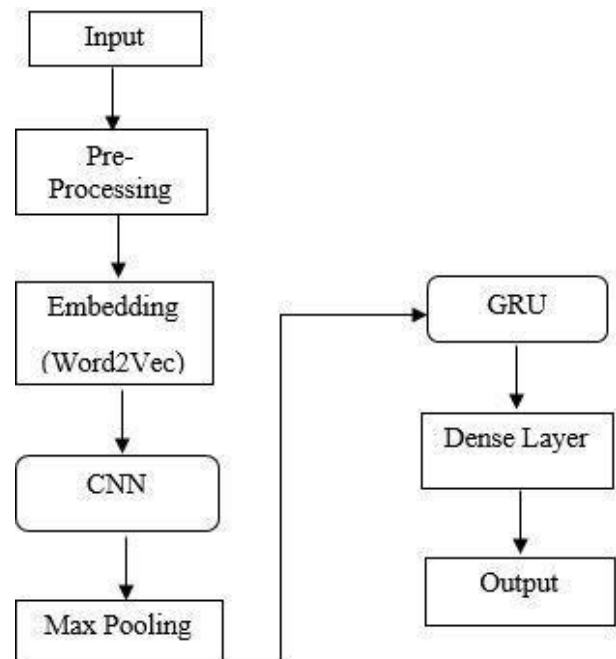 Input
Pre-
Processing
Embedding
(Word2Vec)
CNN
Max Pooling
GRU
Dense Layer
Output